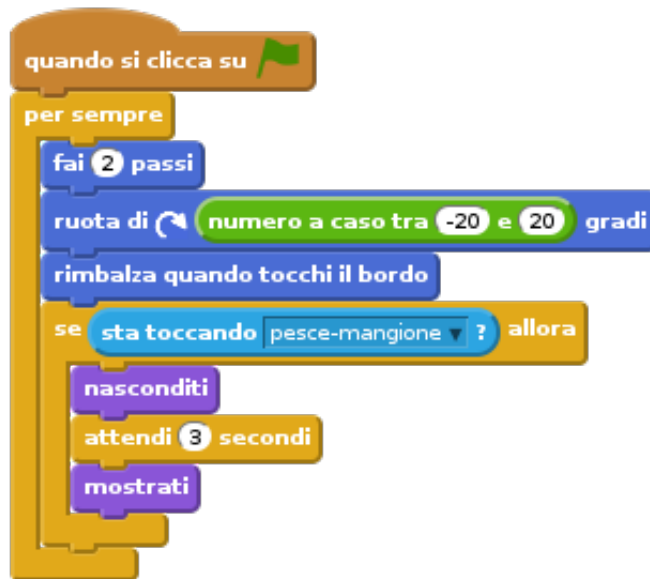 quando si clicca su
per sempre
fai 2 passi
ruota di numero a caso tra -20 e 20 gradi
rimbalza quando tocchi il bordo
se sta toccando pesce-mangione ? allora
nasconditi
attendi 3 secondi
mostrati